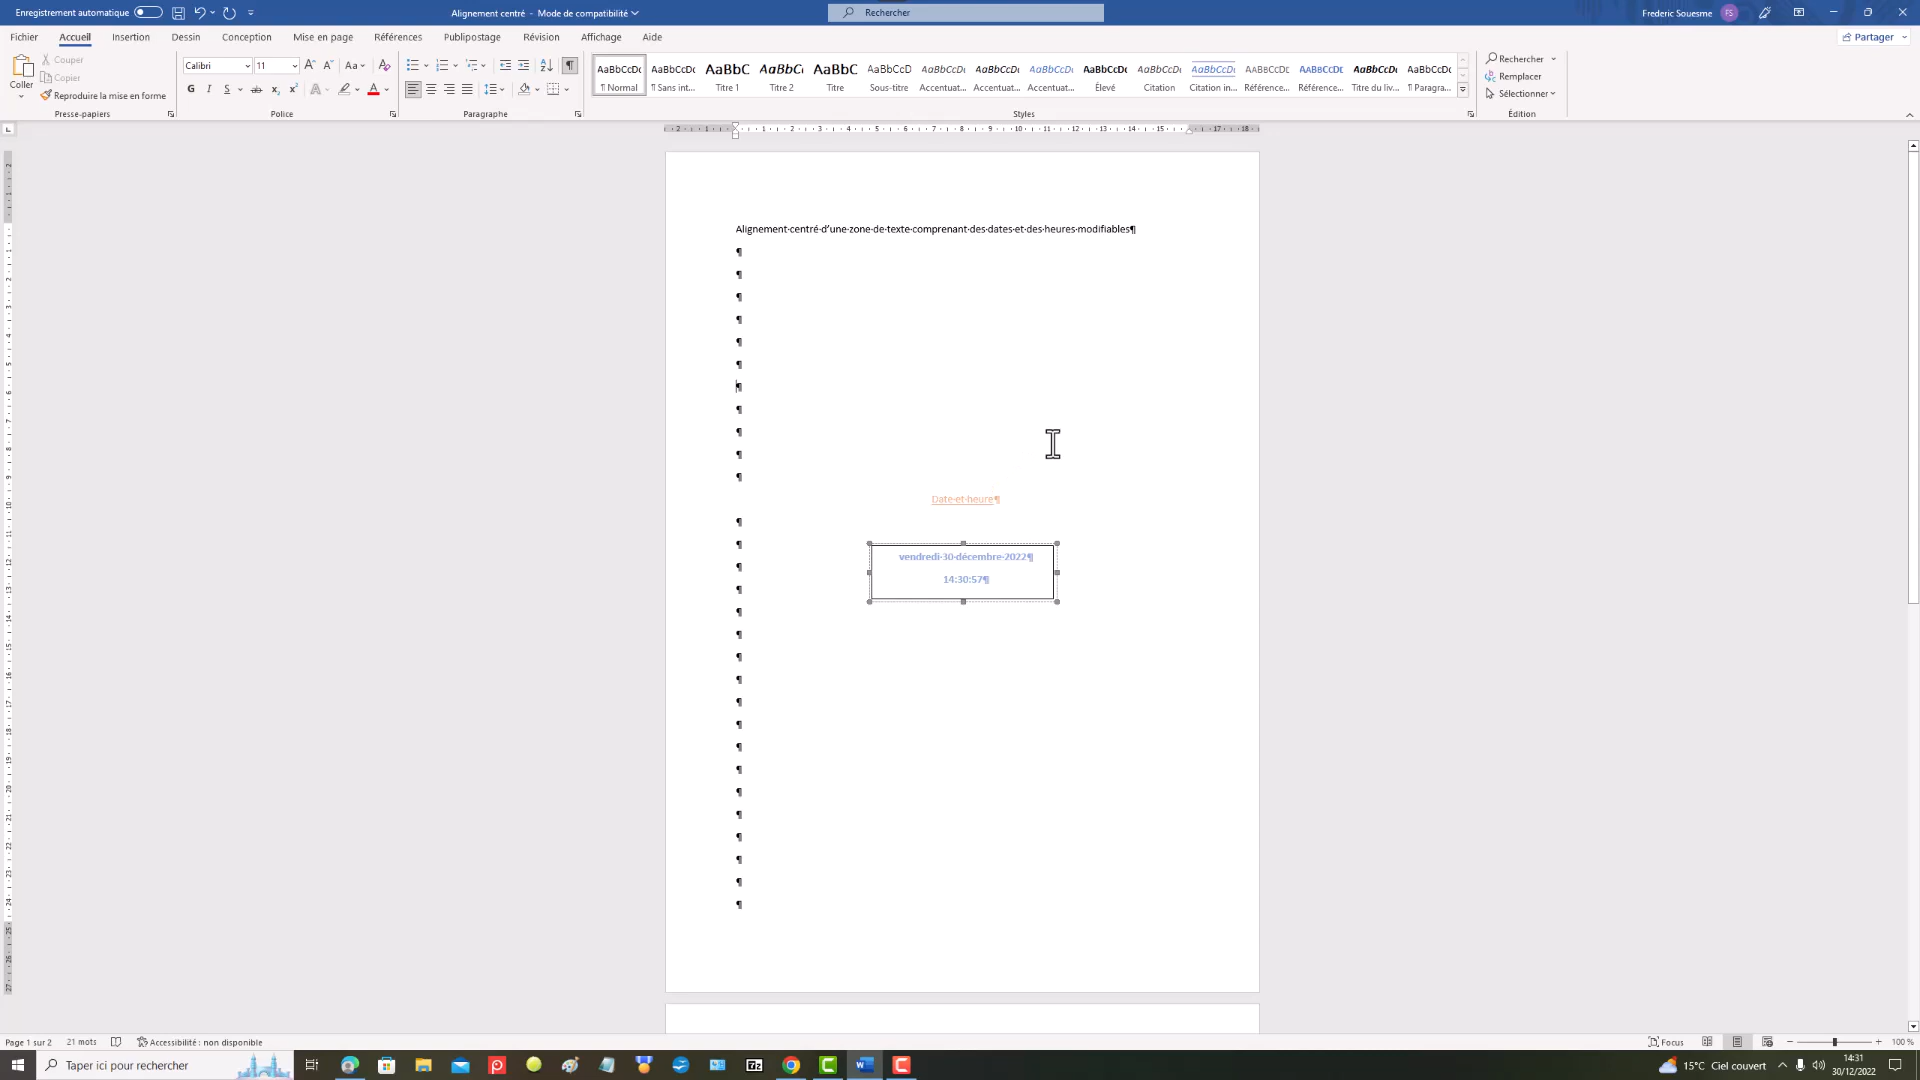 Enregistrement automatique
Alignement centré - Mode de compatibilité
Rechercher
Frederic Souesme FS
Fichier Accueil Insertion Dessin Conception Mise en page Références Publipostage Révision Affichage Aide
Partager
Coller
Couper
Copier
Reproduire la mise en forme
Presse-papiers
Calibri 11
G I S
Police
Paragraphe
AaBbCcDc AaBbCcDc AaBbC AaBbCc AaBbC AaBbCcD AaBbCcDc AaBbCcDc AaBbCcDc AaBbCcDc AaBbCcDc AaBbCcDc AABBCCDD AABBCCDD AaBbCcDc AaBbCcDc
¶ Normal ¶ Sans int... Titre 1 Titre 2 Titre Sous-titre Accentuat... Accentuat... Accentuat... Élevé Citation Citation in... Référence... Référence... Titre du liv... ¶ Paragra...
Styles
Rechercher
Remplacer
Sélectionner
Édition
Alignement·centré·d'une·zone·de·texte·comprenant·des·dates·et·des·heures·modifiables¶
Date·et·heure¶
vendredi·30·décembre·2022¶
14:30:57¶
Page 1 sur 2 21 mots Accessibilité : non disponible
Focus
100 %
Taper ici pour rechercher
15°C Ciel couvert
14:31
30/12/2022